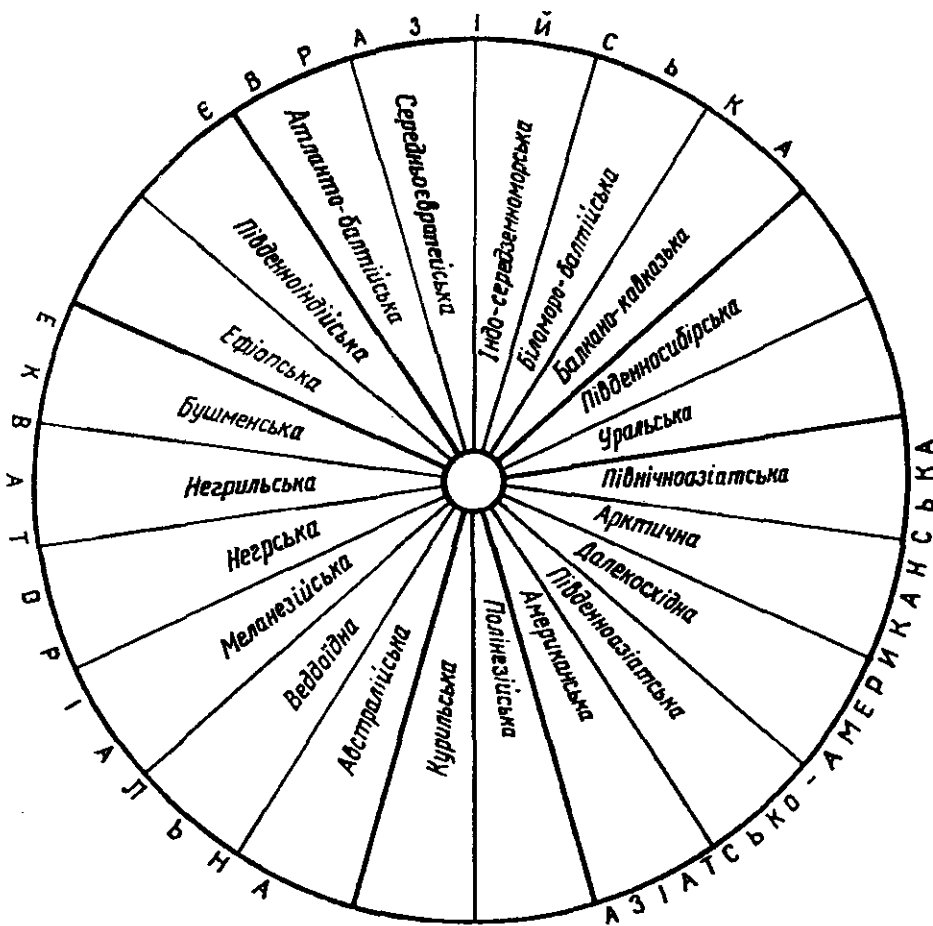 ЄВРАЗІЙСЬКА
Атланто-балтійська
Середньоєвропейська
Індо-середземноморська
Біломоро-балтійська
Балкано-кавказька
Південносибірська
Уральська
АЗІАТСЬКО-АМЕРИКАНСЬКА
Північноазіатська
Арктична
Далекосхідна
Південноазіатська
Американська
Полінезійська
Курильська
ЕКВАТОРІАЛЬНА
Австралійська
Веддоїдна
Меланезійська
Негрська
Негрильська
Бушменська
Ефіопська
Південноіндійська